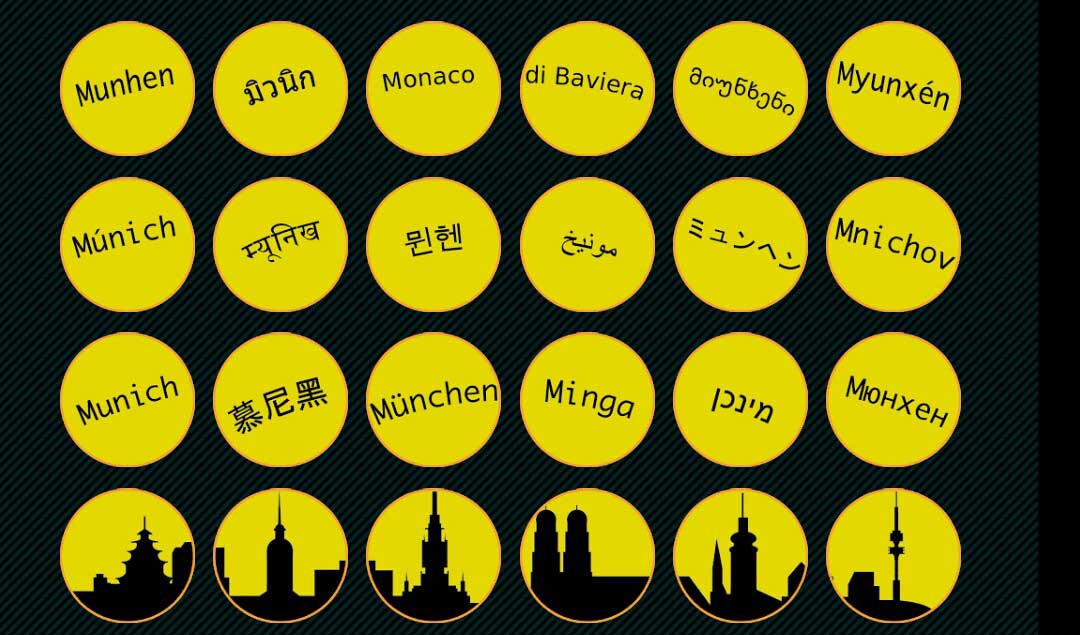 Munhen
มิวนิก
Monaco
di Baviera
მიუნხენი
Myunxén
Múnich
म्यूनिख
뮌헨
مونيخ
ミュンヘン
Mnichov
Munich
慕尼黑
München
Minga
מינכן
Мюнхен